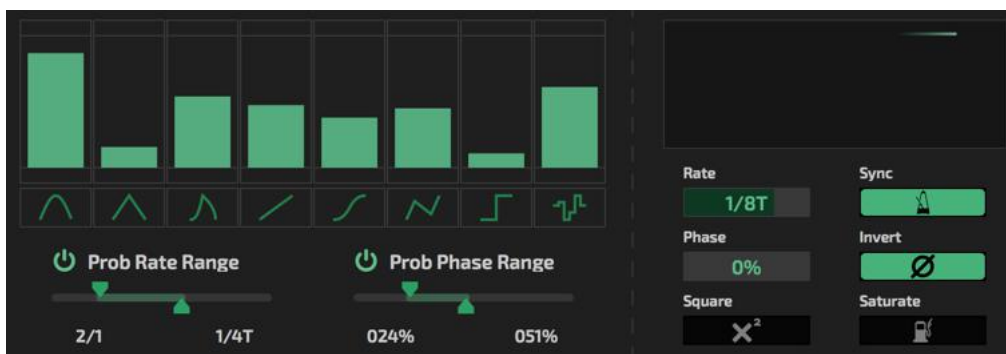 Rate
Sync
1/8T
Phase
Invert
Prob Rate Range
Prob Phase Range
0%
Square
Saturate
2/1
1/4T
024%
051%
X²